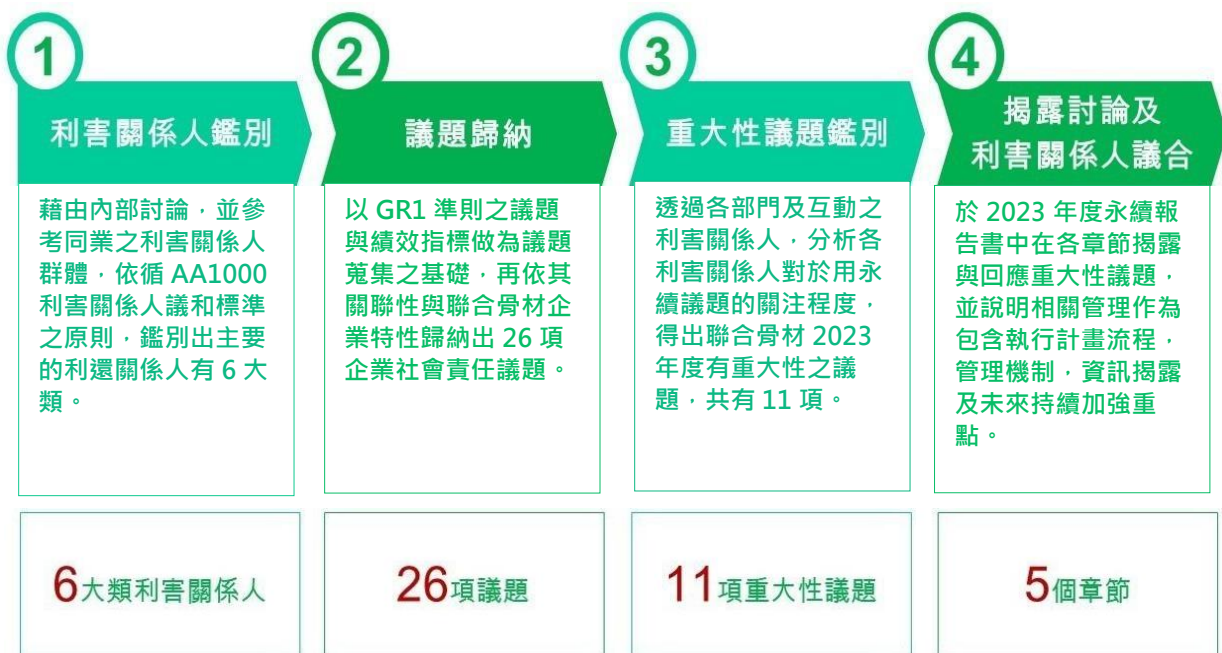 1
利害關係人鑑別
藉由內部討論，並參
考同業之利害關係人
群體，依循 AA1000
利害關係人議和標準
之原則，鑑別出主要
的利還關係人有 6 大
類。
6大類利害關係人
2
議題歸納
以 GR1 準則之議題
與績效指標做為議題
蒐集之基礎，再依其
關聯性與聯合骨材企
業特性歸納出 26 項
企業社會責任議題。
26項議題
3
重大性議題鑑別
透過各部門及互動之
利害關係人，分析各
利害關係人對於用永
續議題的關注程度，
得出聯合骨材 2023
年度有重大性之議
題，共有 11 項。
11項重大性議題
4
揭露討論及
利害關係人議合
於 2023 年度永續報
告書中在各章節揭露
與回應重大性議題，
並說明相關管理作為
包含執行計畫流程，
管理機制，資訊揭露
及未來持續加強重
點。
5個章節